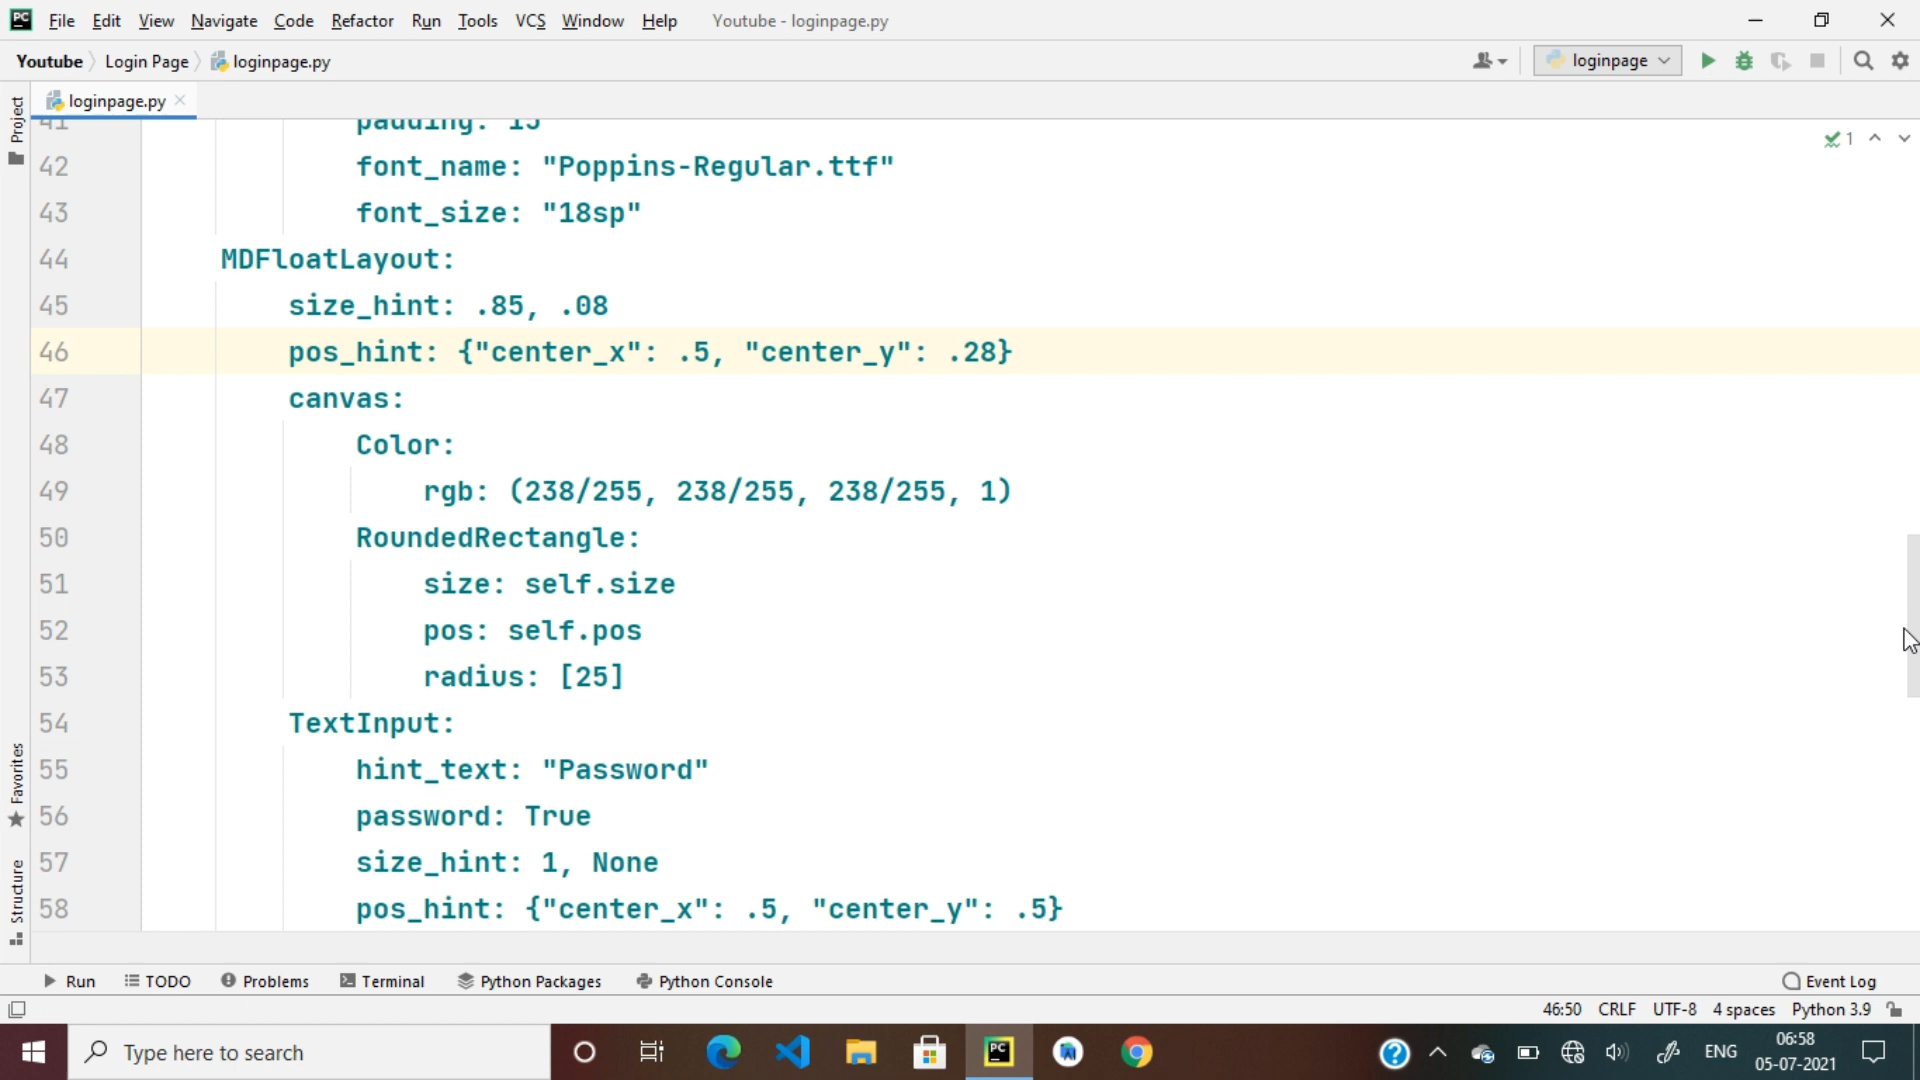 PC File Edit View Navigate Code Refactor Run Tools VCS Window Help Youtube - loginpage.py
Youtube Login Page loginpage.py loginpage
loginpage.py
Project
Favorites
Structure
1
41 padding: 15
42 font_name: "Poppins-Regular.ttf"
43 font_size: "18sp"
44 MDFloatLayout:
45 size_hint: .85, .08
46 pos_hint: {"center_x": .5, "center_y": .28}
47 canvas:
48 Color:
49 rgb: (238/255, 238/255, 238/255, 1)
50 RoundedRectangle:
51 size: self.size
52 pos: self.pos
53 radius: [25]
54 TextInput:
55 hint_text: "Password"
56 password: True
57 size_hint: 1, None
58 pos_hint: {"center_x": .5, "center_y": .5}
Run TODO Problems Terminal Python Packages Python Console Event Log
46:50 CRLF UTF-8 4 spaces Python 3.9
Type here to search PC ENG 06:58
05-07-2021